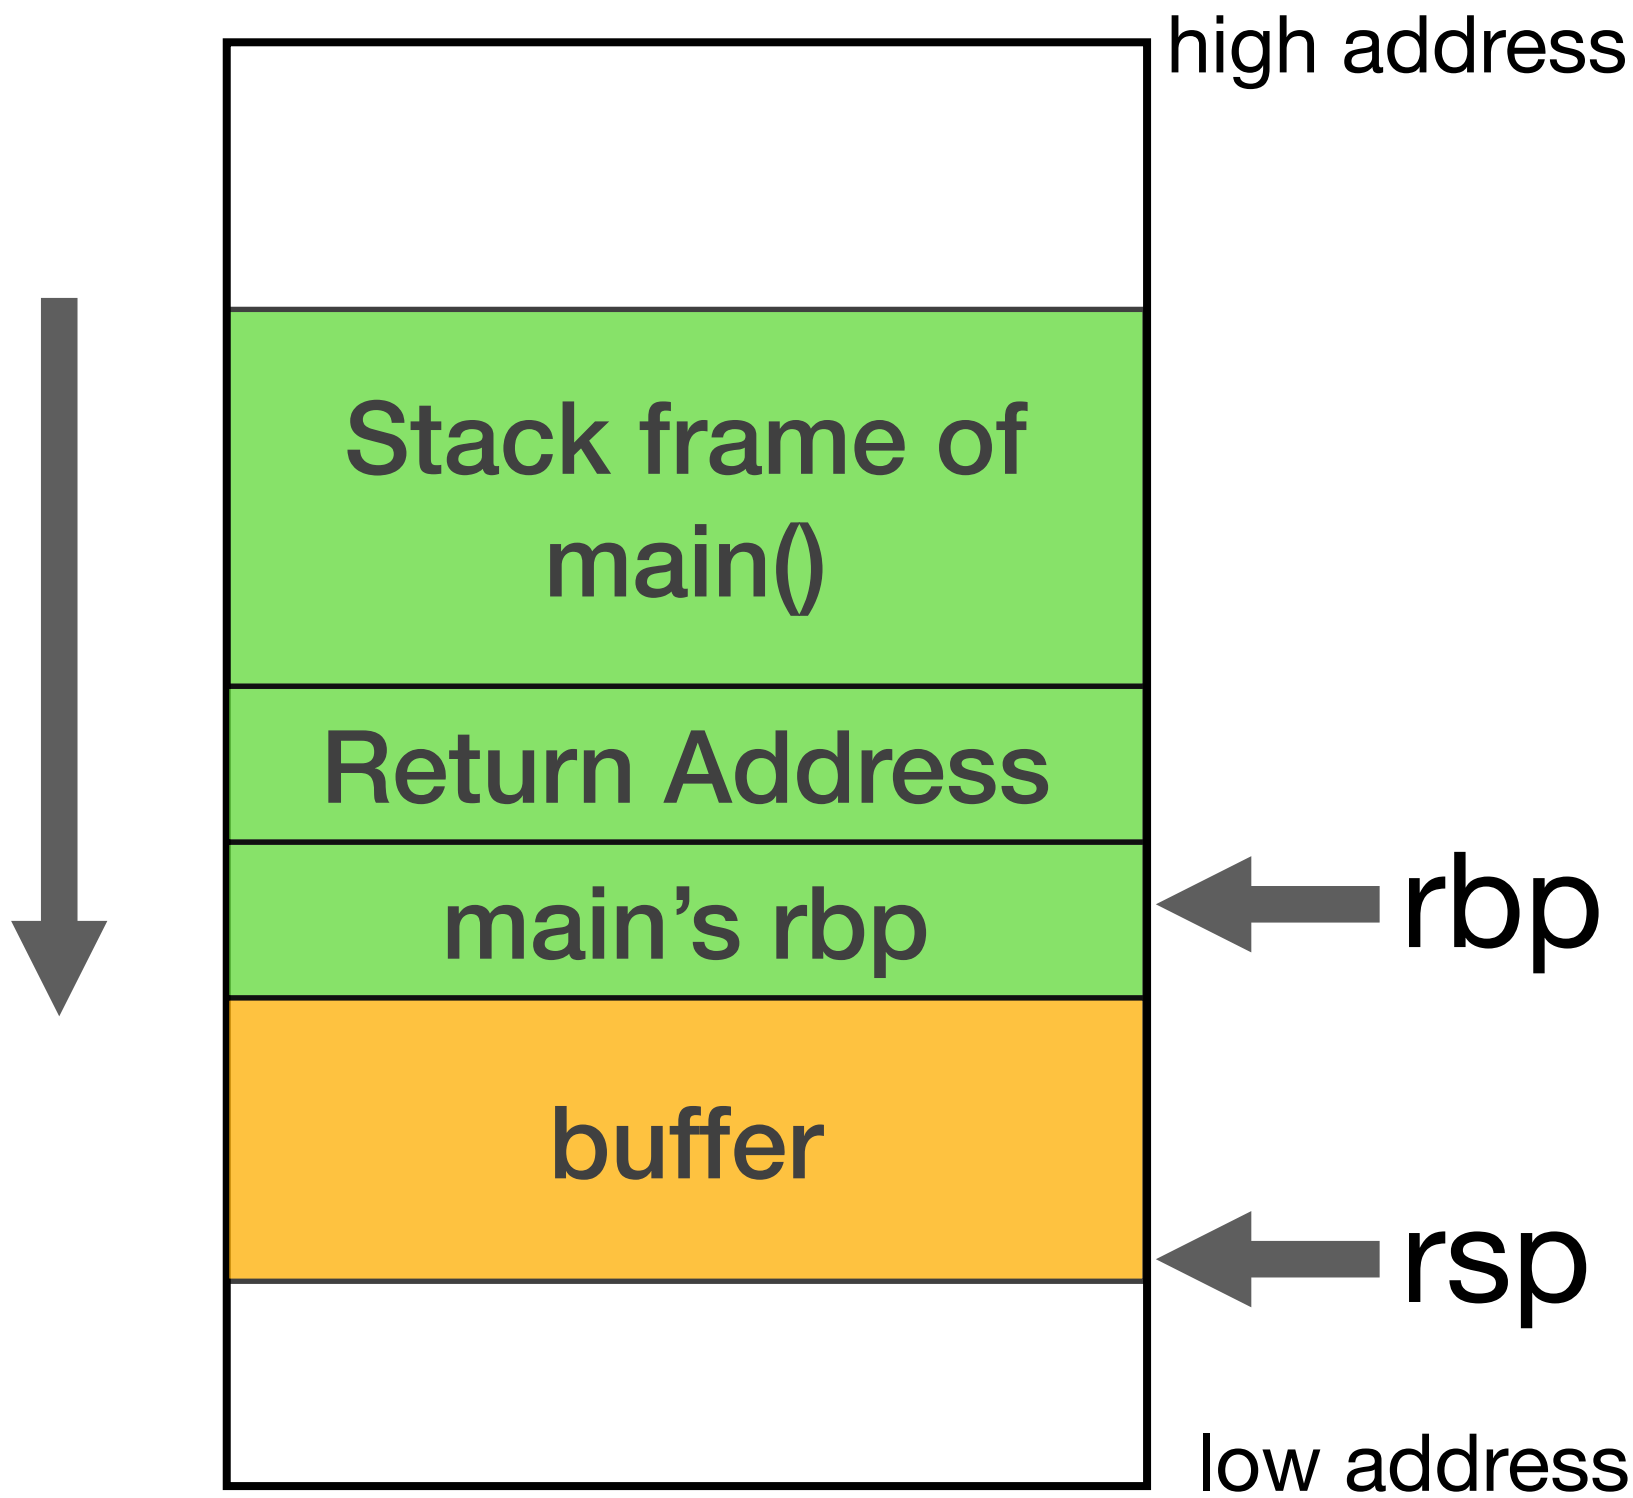 high address
Stack frame of
main()
Return Address
main’s rbp
rbp
buffer
rsp
low address